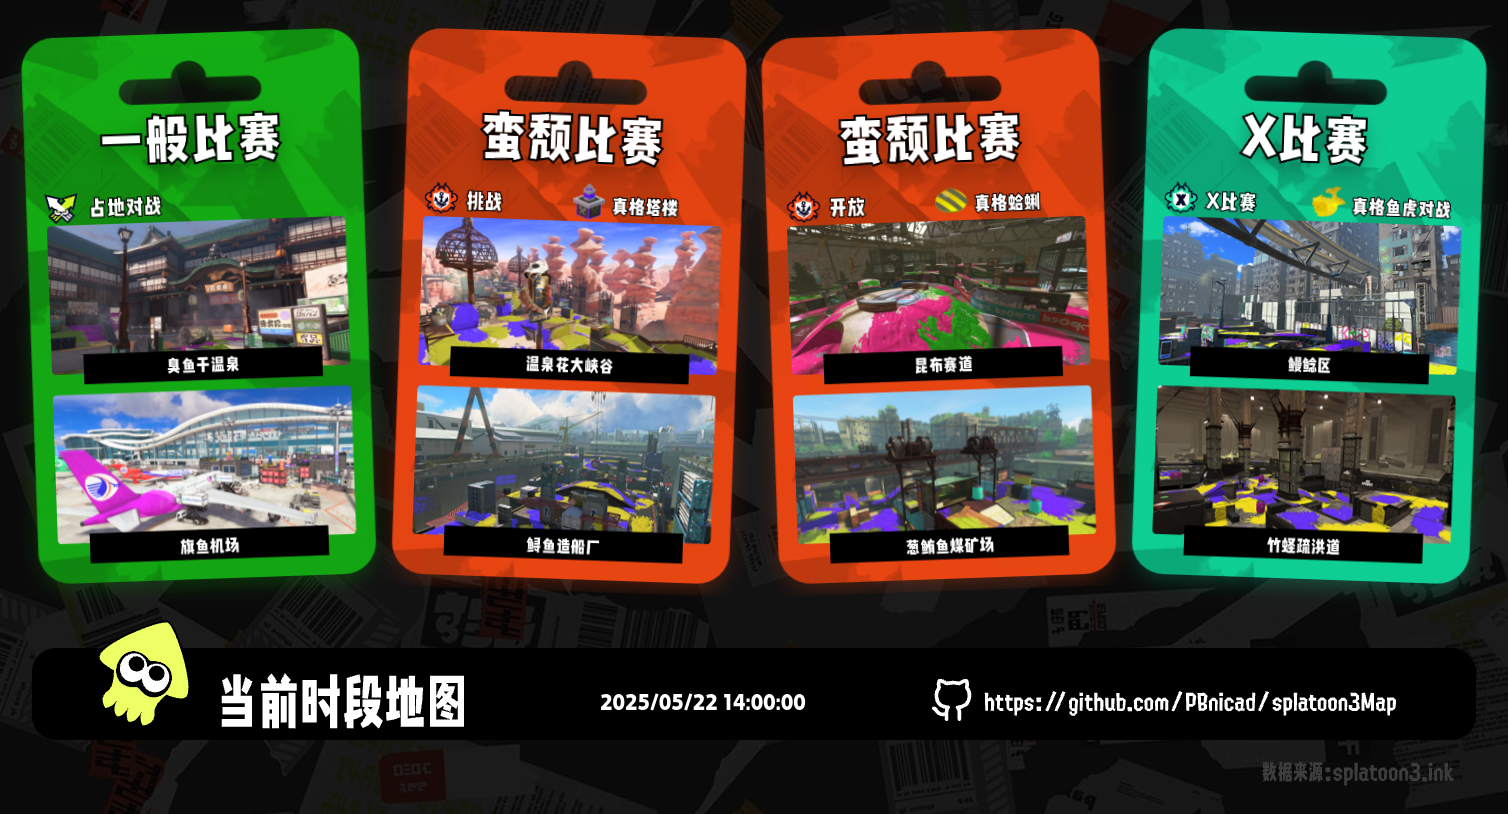 一般比赛
占地对战
臭鱼干温泉
旗鱼机场
蛮颓比赛
挑战
真格塔楼
温泉花大峡谷
鲟鱼造船厂
蛮颓比赛
开放
真格蛤蜊
昆布赛道
葱鲔鱼煤矿场
X比赛
X比赛
真格鱼虎对战
鳗鲶区
竹蛏疏洪道
当前时段地图
2025/05/22 14:00:00
https://github.com/PBnicad/splatoon3Map
数据来源:splatoon3.ink